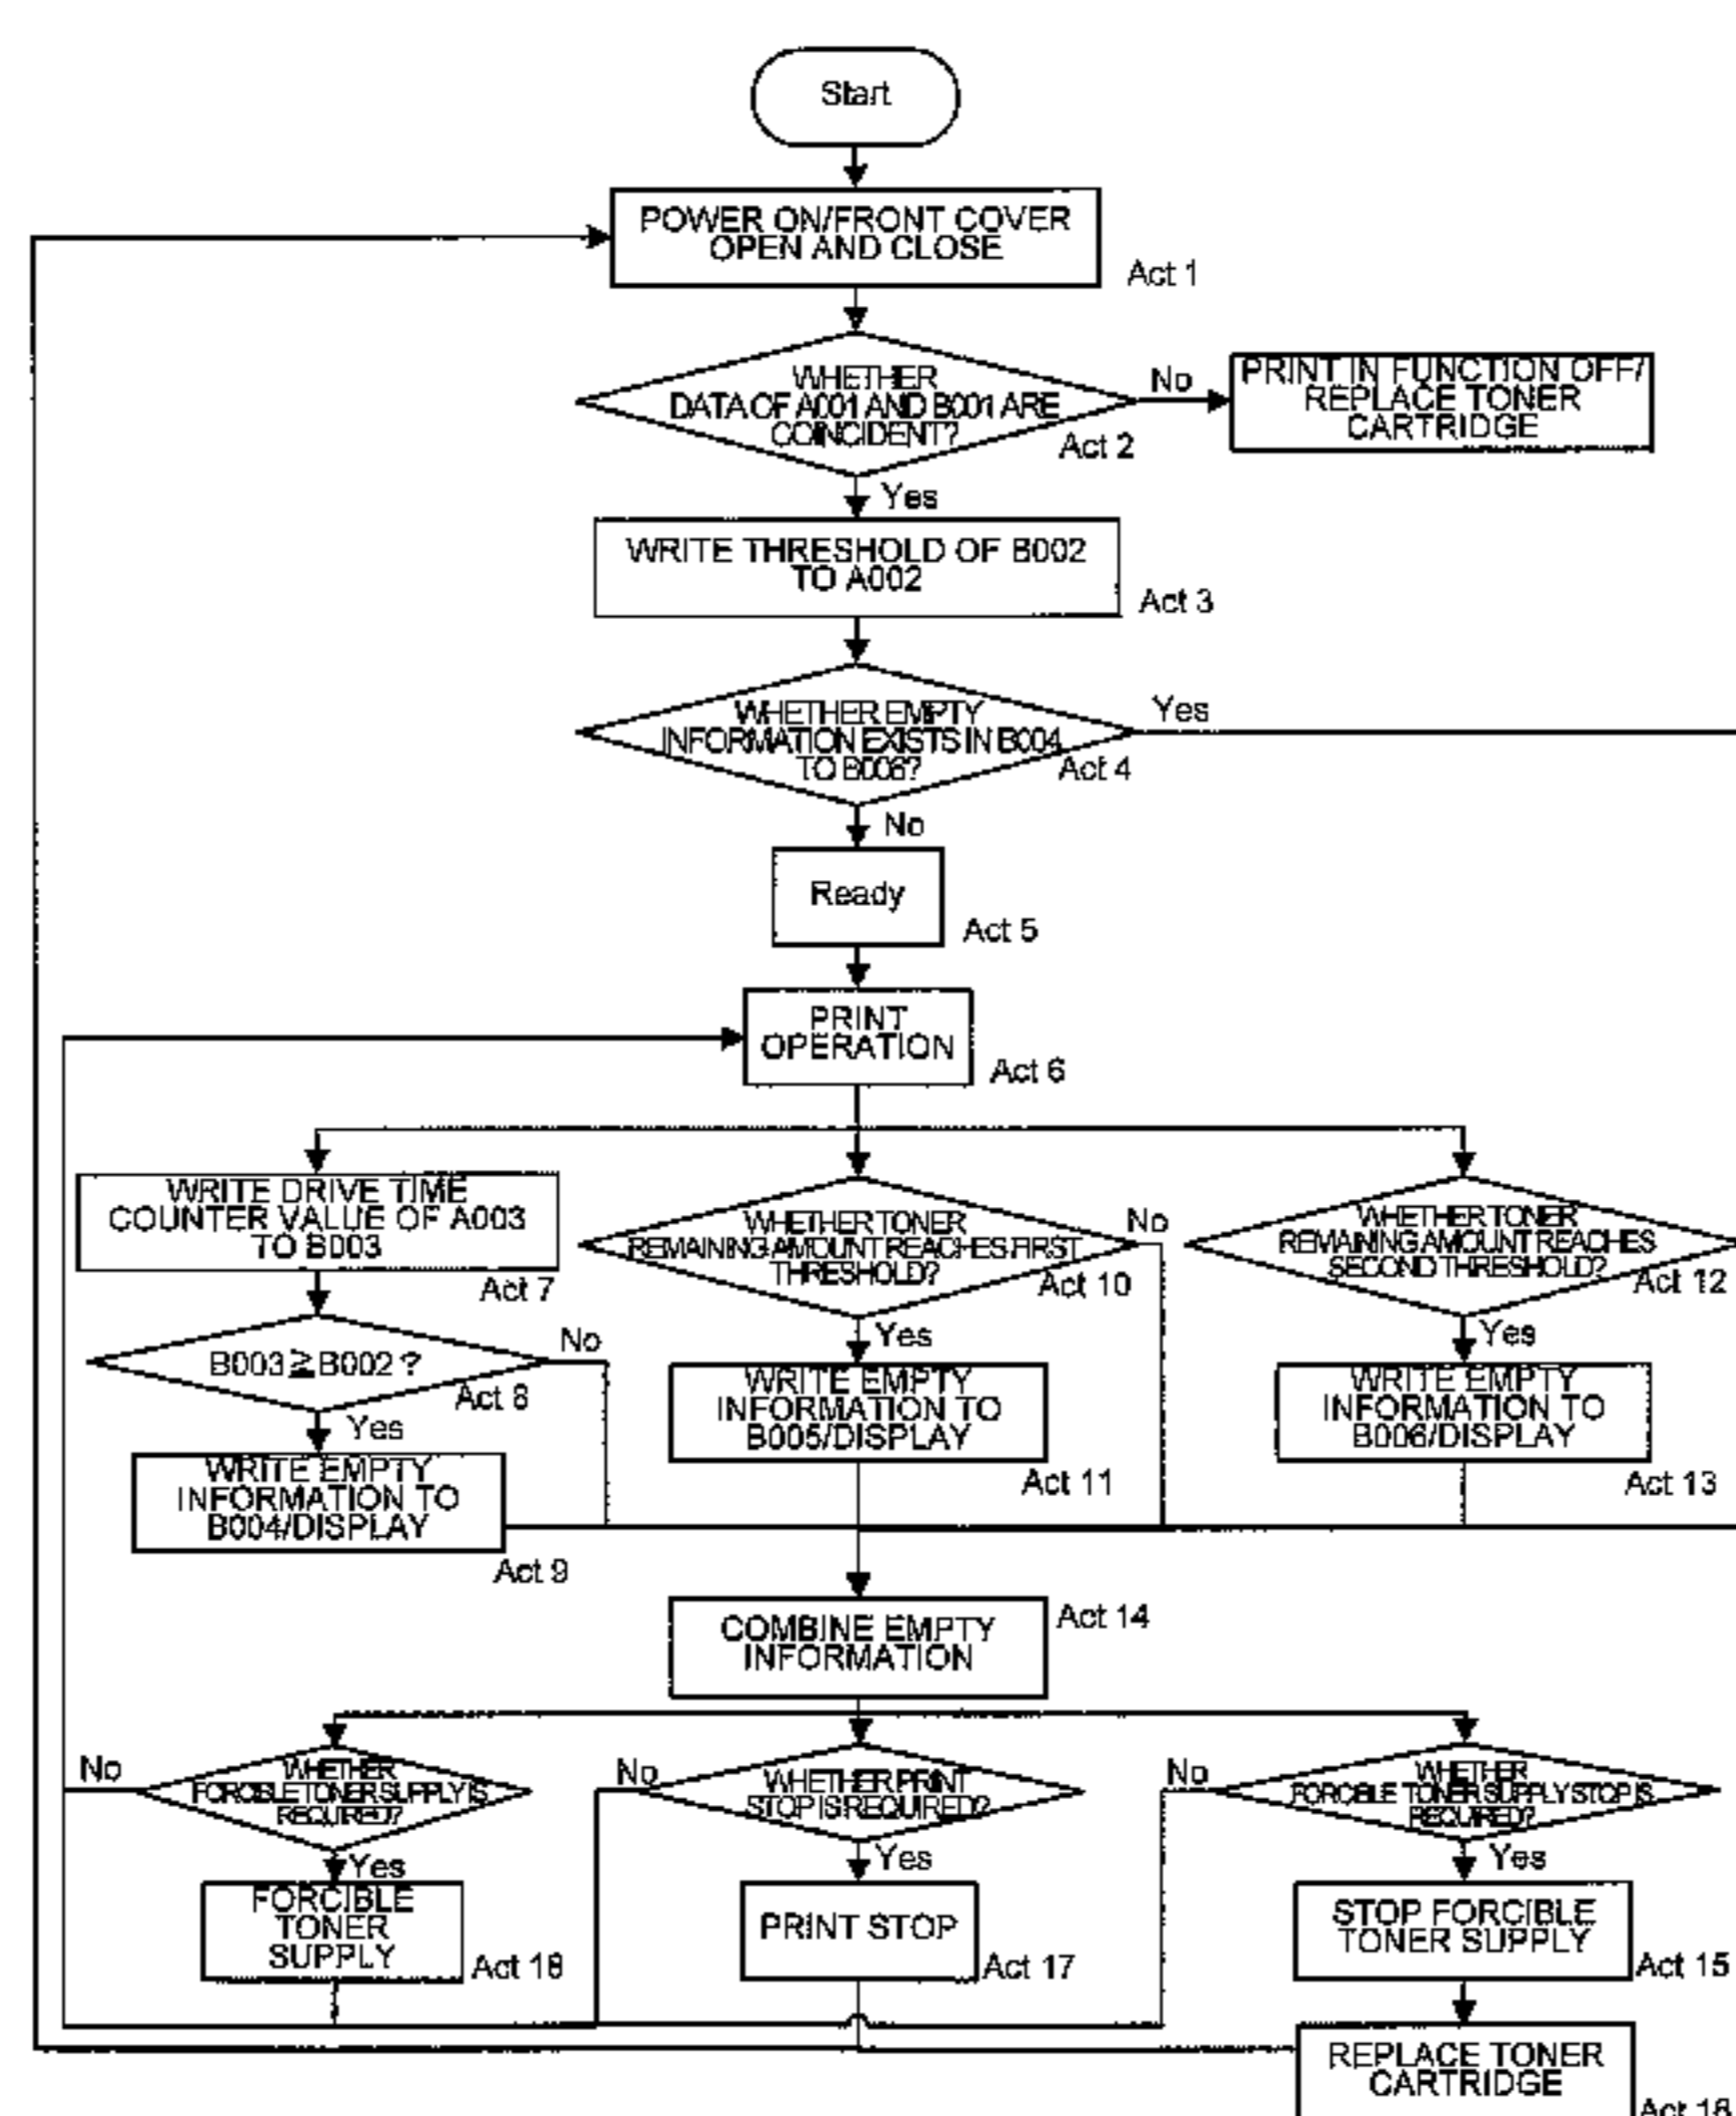 Start
POWER ON/FRONT COVER
OPEN AND CLOSE
Act 1
WHETHER
DATA OF A001 AND B001 ARE
COINCIDENT?
Act 2
No
PRINT IN FUNCTION OFF/
REPLACE TONER
CARTRIDGE
Yes
WRITE THRESHOLD OF B002
TO A002
Act 3
WHETHER EMPTY
INFORMATION EXISTS IN B004
TO B006?
Act 4
Yes
No
Ready
Act 5
PRINT
OPERATION
Act 6
WRITE DRIVE TIME
COUNTER VALUE OF A003
TO B003
Act 7
WHETHER TONER
REMAINING AMOUNT REACHES FIRST
THRESHOLD?
Act 10
No
WHETHER TONER
REMAINING AMOUNT REACHES
SECOND THRESHOLD?
Act 12
B003≧B002 ?
Act 8
No
Yes
Yes
Yes
WRITE EMPTY
INFORMATION TO
B004/DISPLAY
Act 9
WRITE EMPTY
INFORMATION TO
B005/DISPLAY
Act 11
WRITE EMPTY
INFORMATION TO
B006/DISPLAY
Act 13
COMBINE EMPTY
INFORMATION
Act 14
No
WHETHER
FORCIBLE TONER SUPPLY IS
REQUIRED?
No
WHETHER PRINT
STOP IS REQUIRED?
No
WHETHER
FORCIBLE TONER SUPPLY STOP IS
REQUIRED?
Yes
Yes
Yes
FORCIBLE
TONER
SUPPLY
Act 18
PRINT STOP
Act 17
STOP FORCIBLE
TONER SUPPLY
Act 15
REPLACE TONER
CARTRIDGE
Act 16